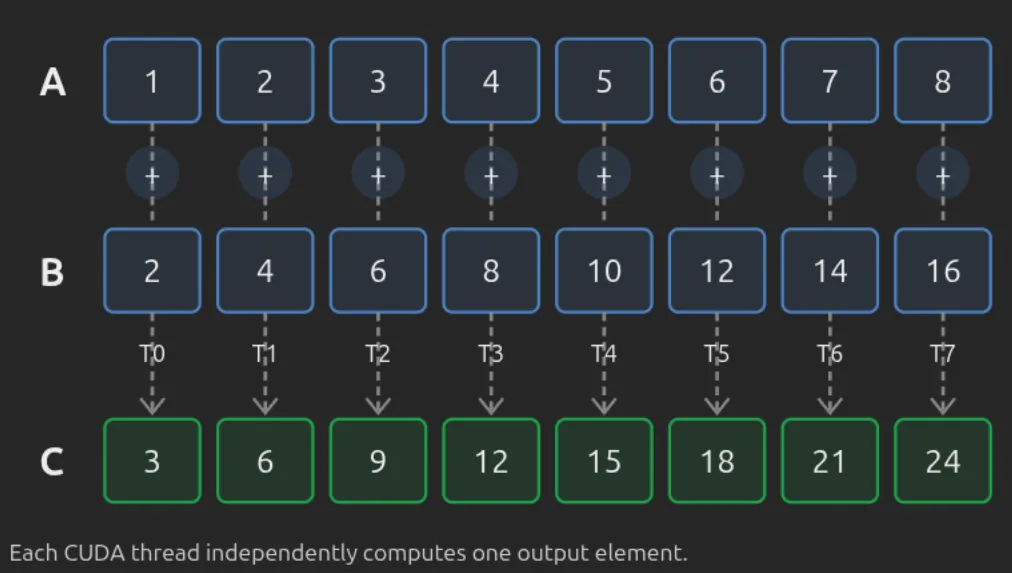 A 1 2 3 4 5 6 7 8
+ + + + + + + +
B 2 4 6 8 10 12 14 16
T0 T1 T2 T3 T4 T5 T6 T7
C 3 6 9 12 15 18 21 24
Each CUDA thread independently computes one output element.